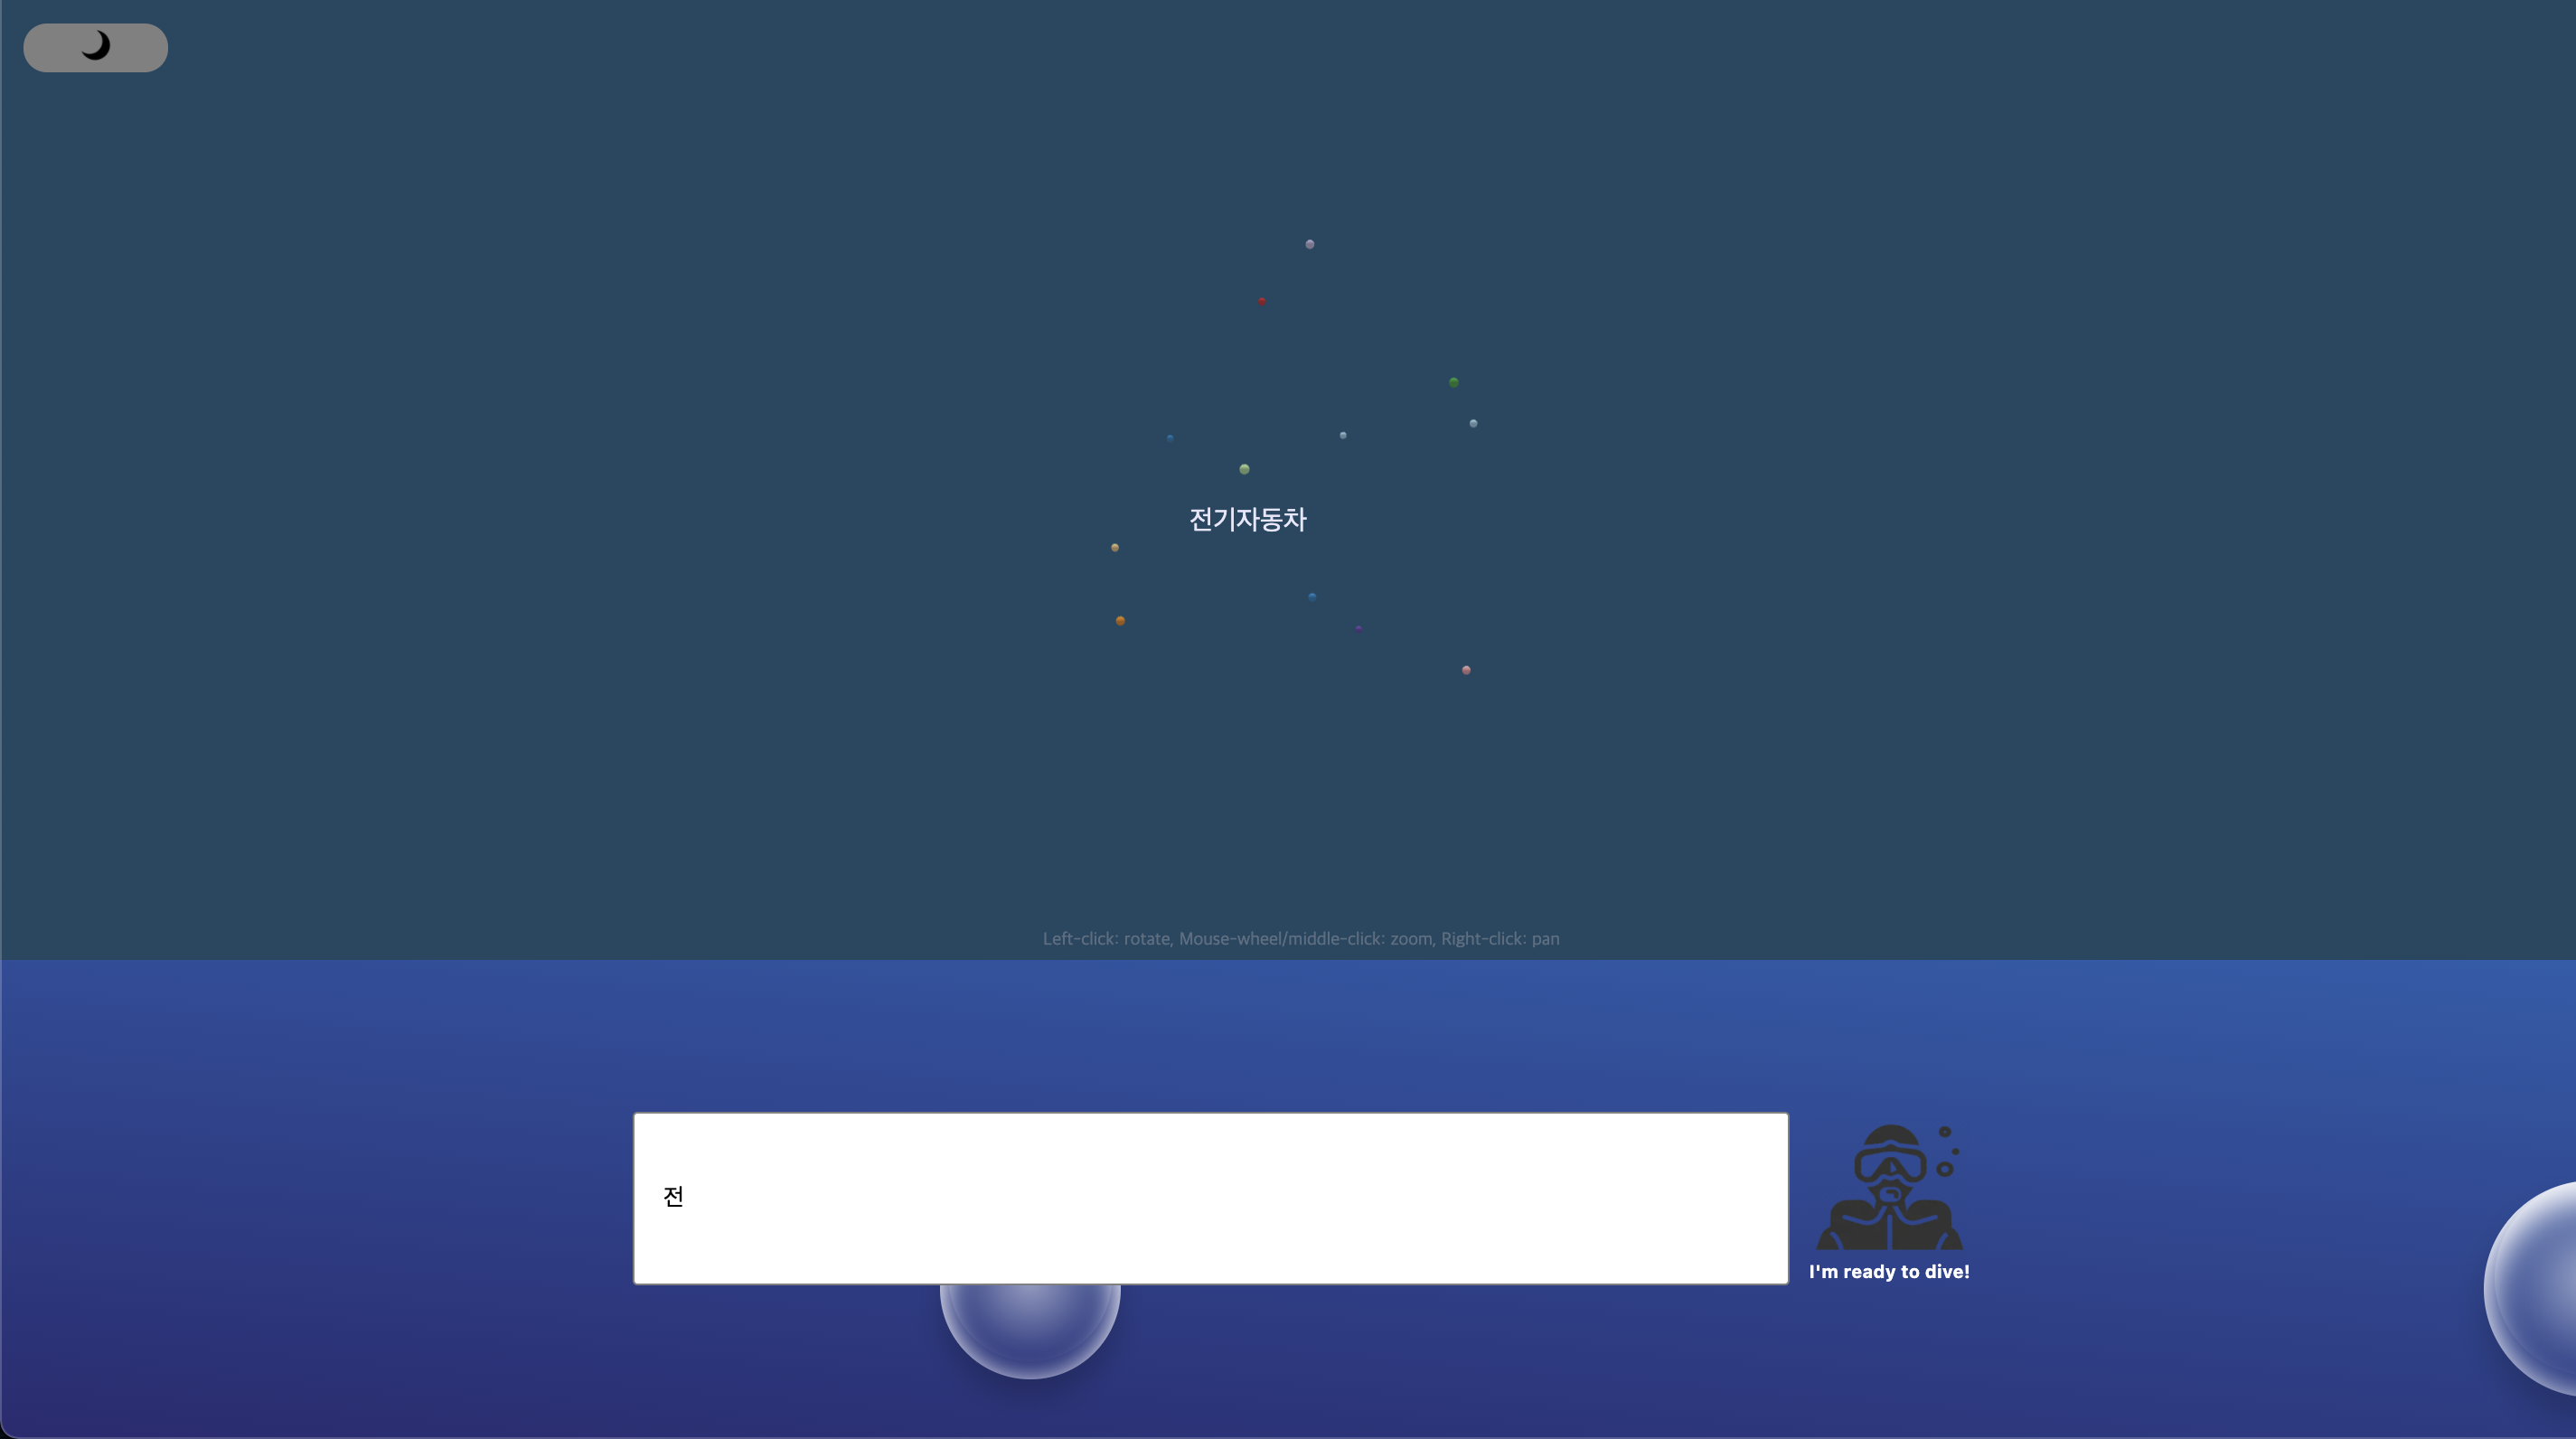 전기자동차
Left-click: rotate, Mouse-wheel/middle-click: zoom, Right-click: pan
전
I'm ready to dive!